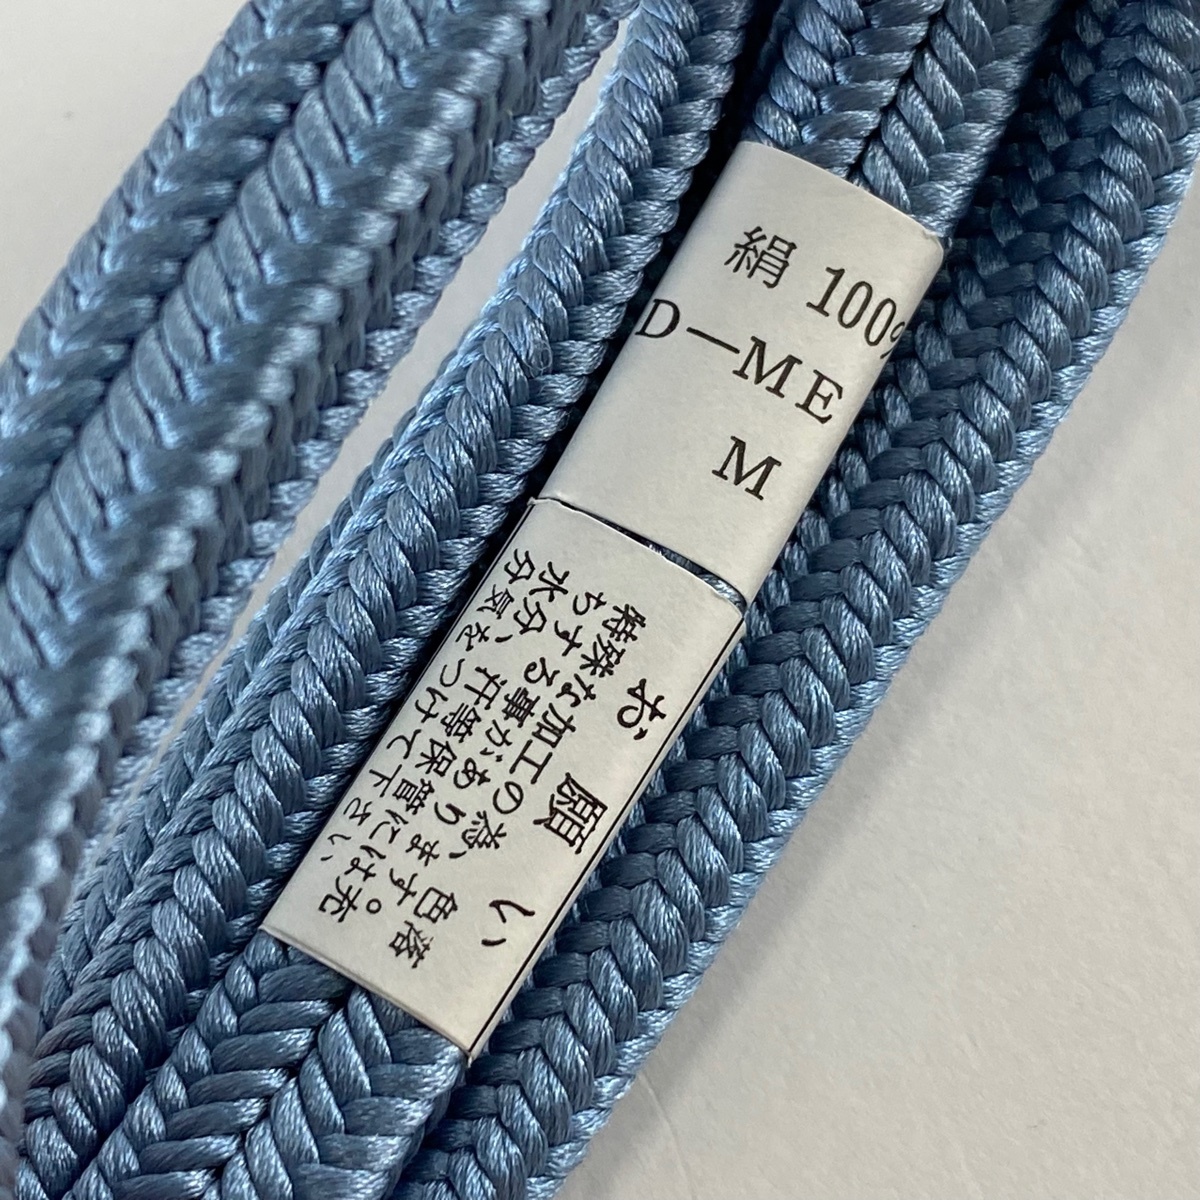 絹 100%
D－ME
M
お願い
特殊な加工の為、色落
ちする事があります。
水分、汗等保管には充
分気をつけて下さい